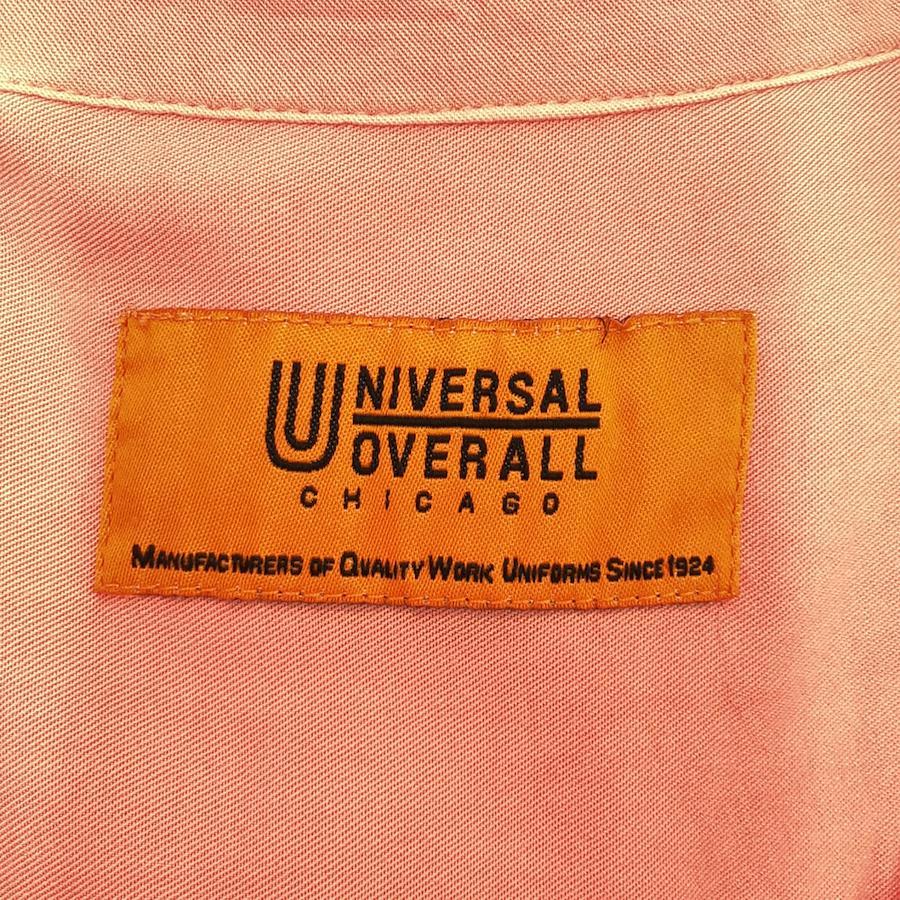 UNIVERSAL
OVERALL
CHICAGO
MANUFACTURERS OF QUALITY WORK UNIFORMS SINCE 1924